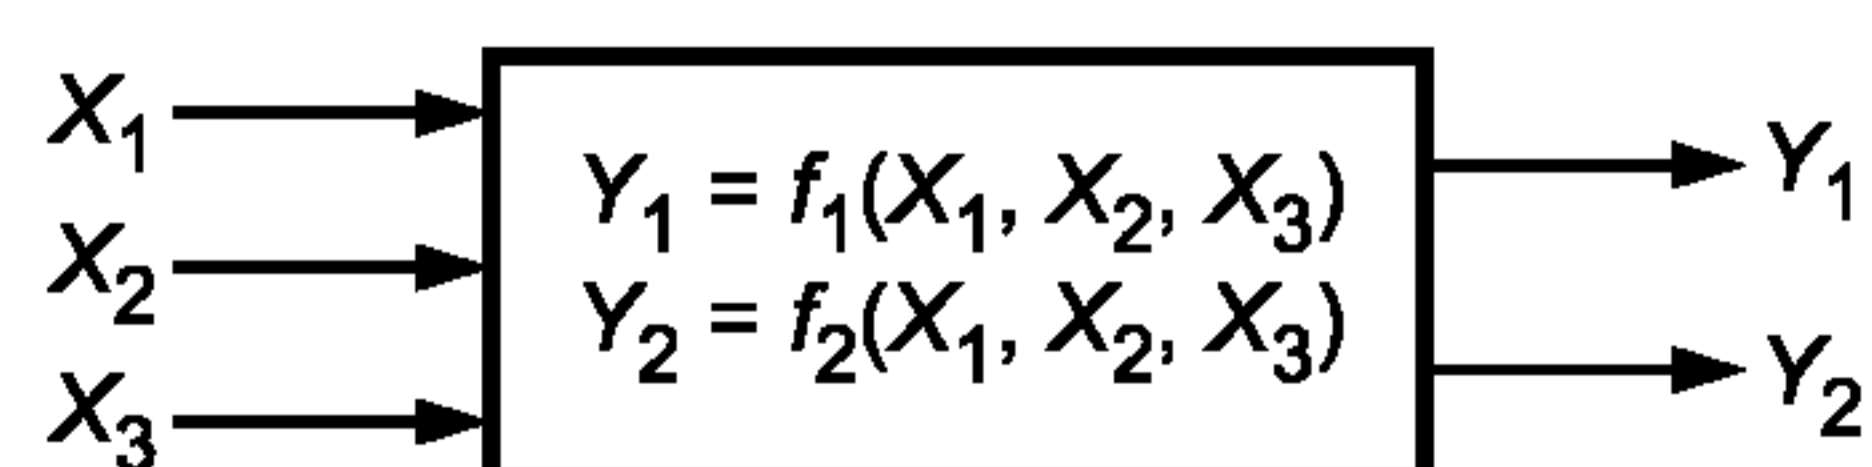 X₁
X₂
X₃
Y₁ = f₁(X₁, X₂, X₃)
Y₂ = f₂(X₁, X₂, X₃)
Y₁
Y₂